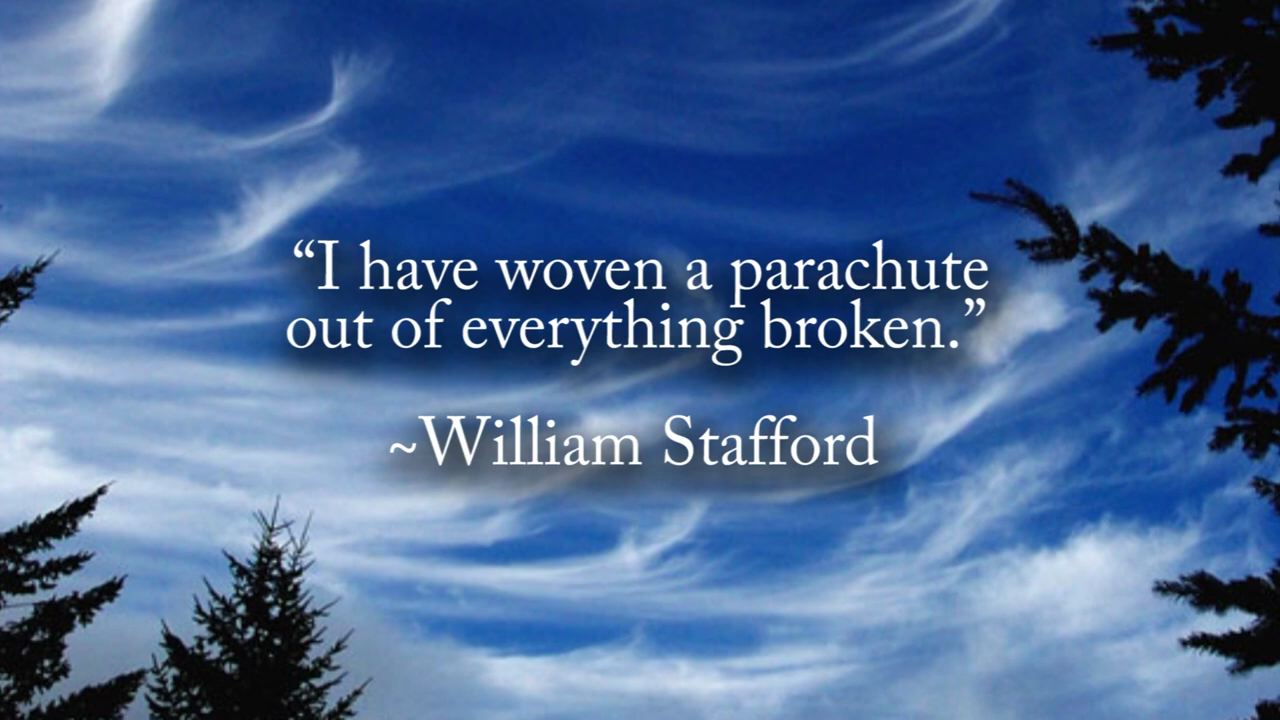 “I have woven a parachute
out of everything broken.”
~William Stafford